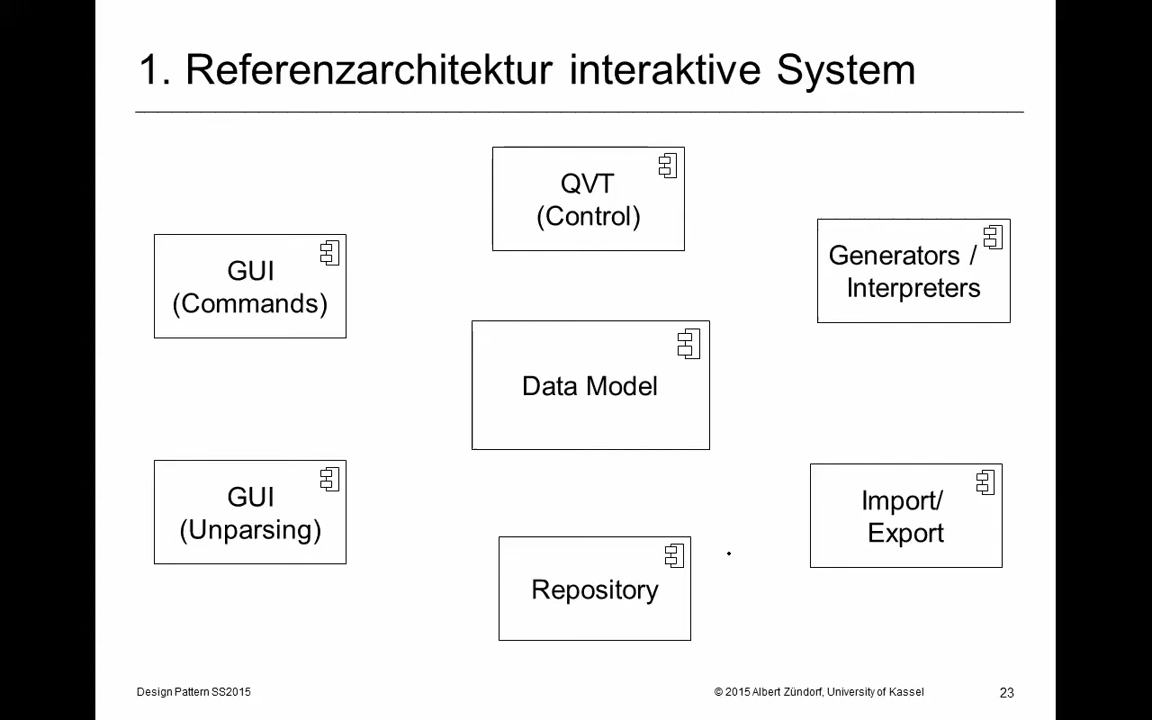 1. Referenzarchitektur interaktive System
QVT
(Control)
GUI
(Commands)
Generators /
Interpreters
Data Model
GUI
(Unparsing)
Import/
Export
Repository
Design Pattern SS2015
© 2015 Albert Zündorf, University of Kassel
23